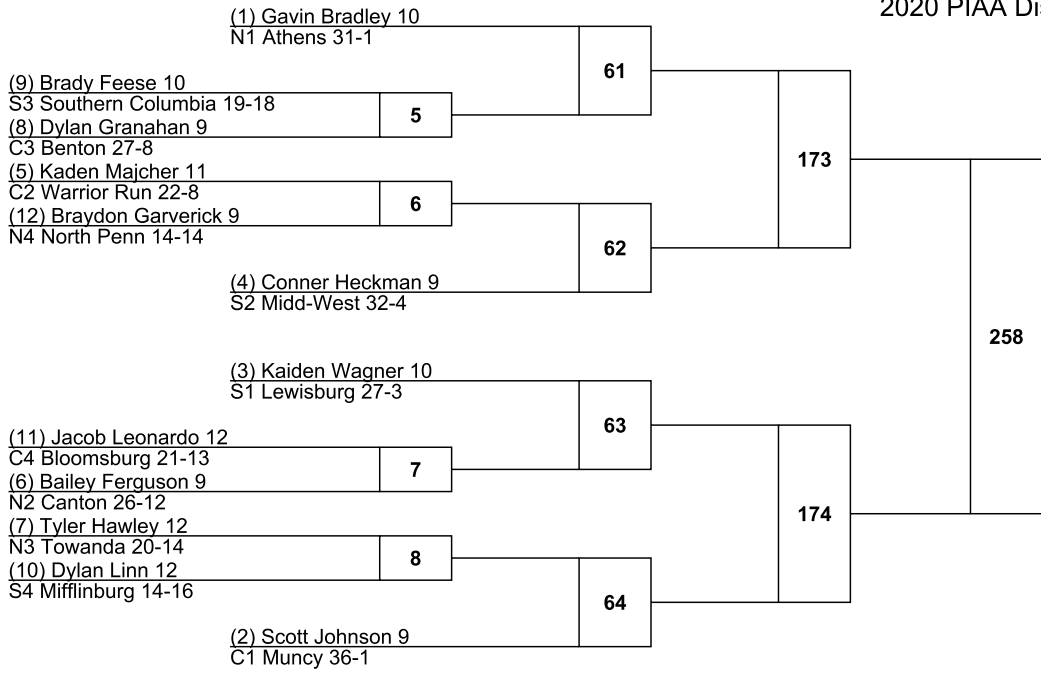 2020 PIAA Dis
(1) Gavin Bradley 10
N1 Athens 31-1
61
(9) Brady Feese 10
S3 Southern Columbia 19-18
5
(8) Dylan Granahan 9
C3 Benton 27-8
173
(5) Kaden Majcher 11
C2 Warrior Run 22-8
6
(12) Braydon Garverick 9
N4 North Penn 14-14
62
(4) Conner Heckman 9
S2 Midd-West 32-4
258
(3) Kaiden Wagner 10
S1 Lewisburg 27-3
63
(11) Jacob Leonardo 12
C4 Bloomsburg 21-13
7
(6) Bailey Ferguson 9
N2 Canton 26-12
174
(7) Tyler Hawley 12
N3 Towanda 20-14
8
(10) Dylan Linn 12
S4 Mifflinburg 14-16
64
(2) Scott Johnson 9
C1 Muncy 36-1